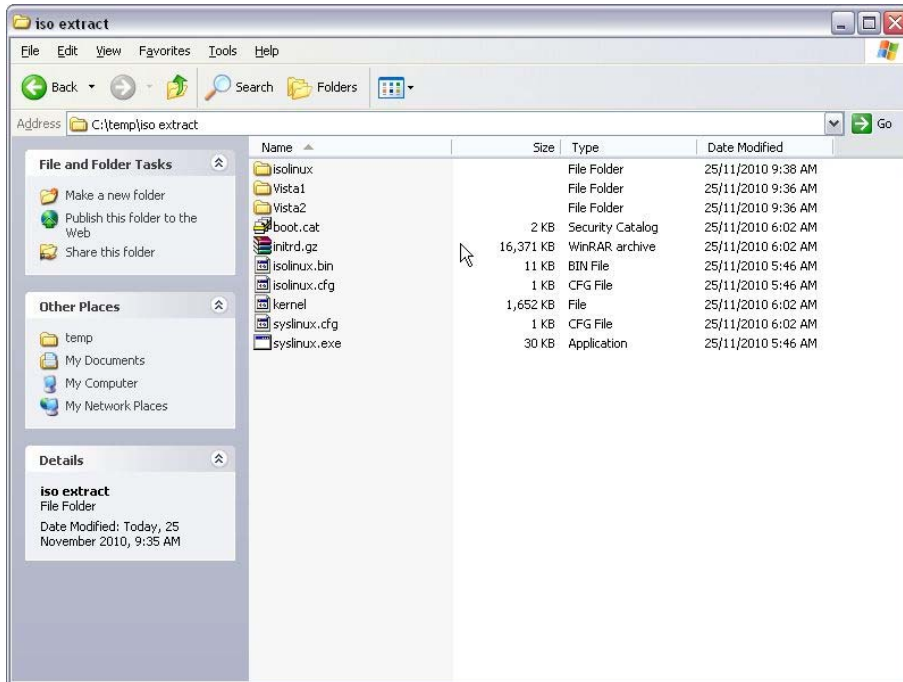 iso extract
File Edit View Favorites Tools Help
Back Search Folders
Address C:\temp\iso extract Go
File and Folder Tasks
Make a new folder
Publish this folder to the
Web
Share this folder
Other Places
temp
My Documents
My Computer
My Network Places
Details
iso extract
File Folder
Date Modified: Today, 25
November 2010, 9:35 AM
Name Size Type Date Modified
isolinux File Folder 25/11/2010 9:38 AM
Vista1 File Folder 25/11/2010 9:36 AM
Vista2 File Folder 25/11/2010 9:36 AM
boot.cat 2 KB Security Catalog 25/11/2010 6:02 AM
initrd.gz 16,371 KB WinRAR archive 25/11/2010 6:02 AM
isolinux.bin 11 KB BIN File 25/11/2010 5:46 AM
isolinux.cfg 1 KB CFG File 25/11/2010 5:46 AM
kernel 1,652 KB File 25/11/2010 6:02 AM
syslinux.cfg 1 KB CFG File 25/11/2010 6:02 AM
syslinux.exe 30 KB Application 25/11/2010 5:46 AM